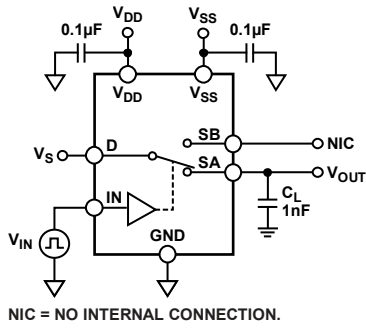 VDD
VSS
0.1µF
0.1µF
VDD
VSS
VS
D
SB
NIC
SA
VOUT
IN
CL
1nF
VIN
GND
NIC = NO INTERNAL CONNECTION.